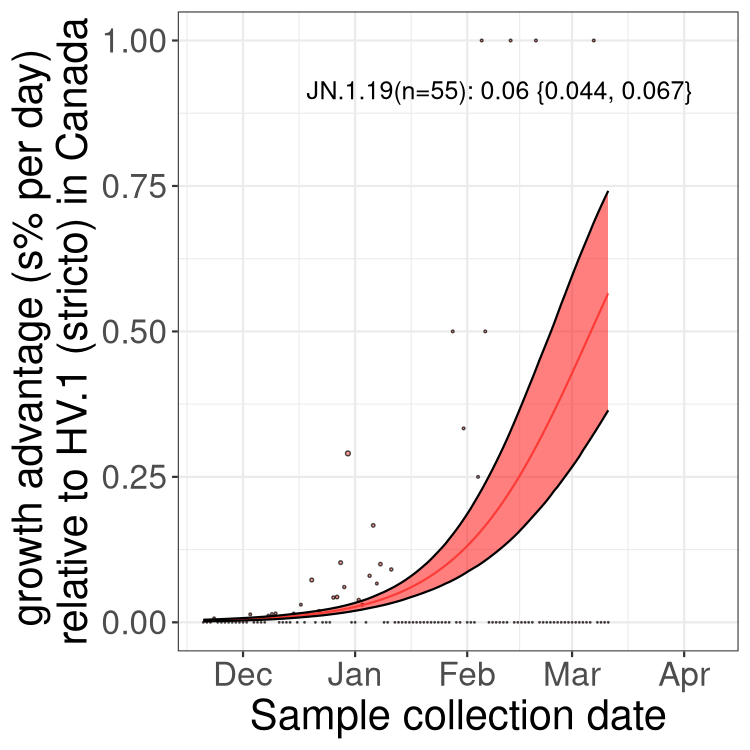 growth advantage (s% per day)
relative to HV.1 (stricto) in Canada
1.00
0.75
0.50
0.25
0.00
JN.1.19(n=55): 0.06 {0.044, 0.067}
Dec Jan Feb Mar Apr
Sample collection date